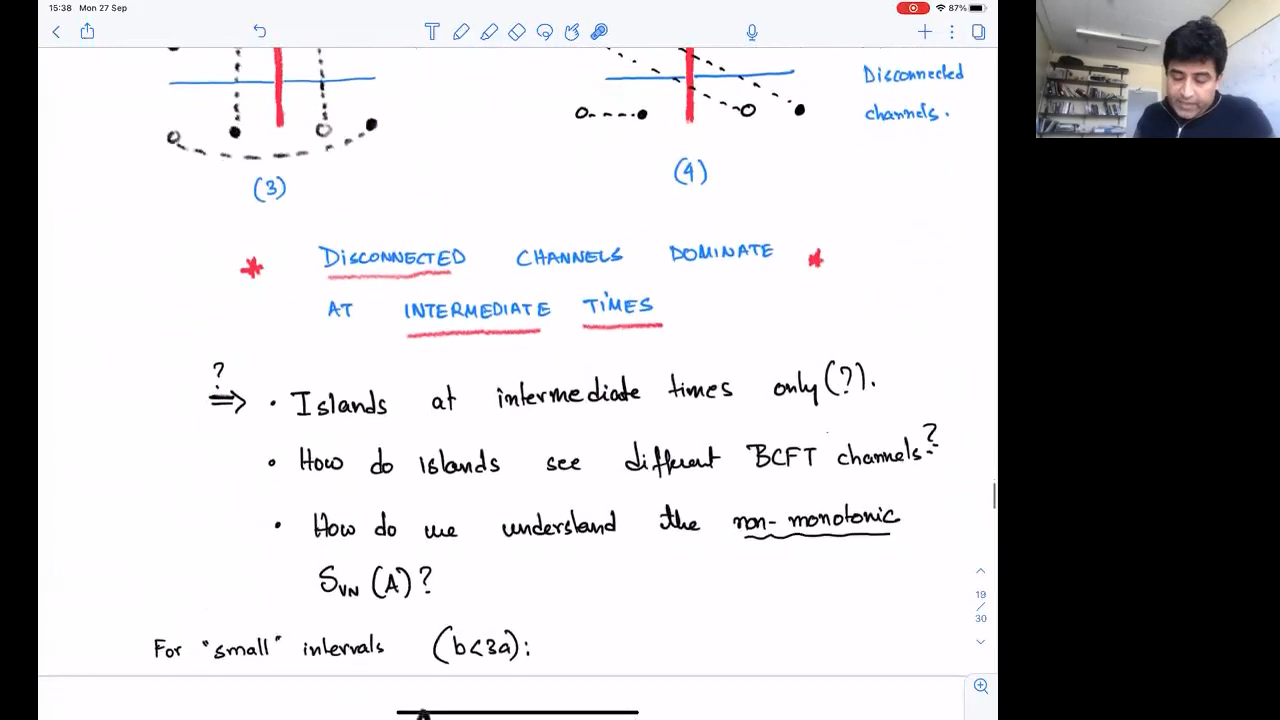 15:38 Mon 27 Sep
87%
Disconnected
channels.
(3)
(4)
* DISCONNECTED CHANNELS DOMINATE *
AT INTERMEDIATE TIMES
?
⇒ • Islands at intermediate times only(?).
• How do islands see different BCFT channels?
• How do we understand the non-monotonic
SVN (A)?
For "small" intervals (b<3a):
19
/
30